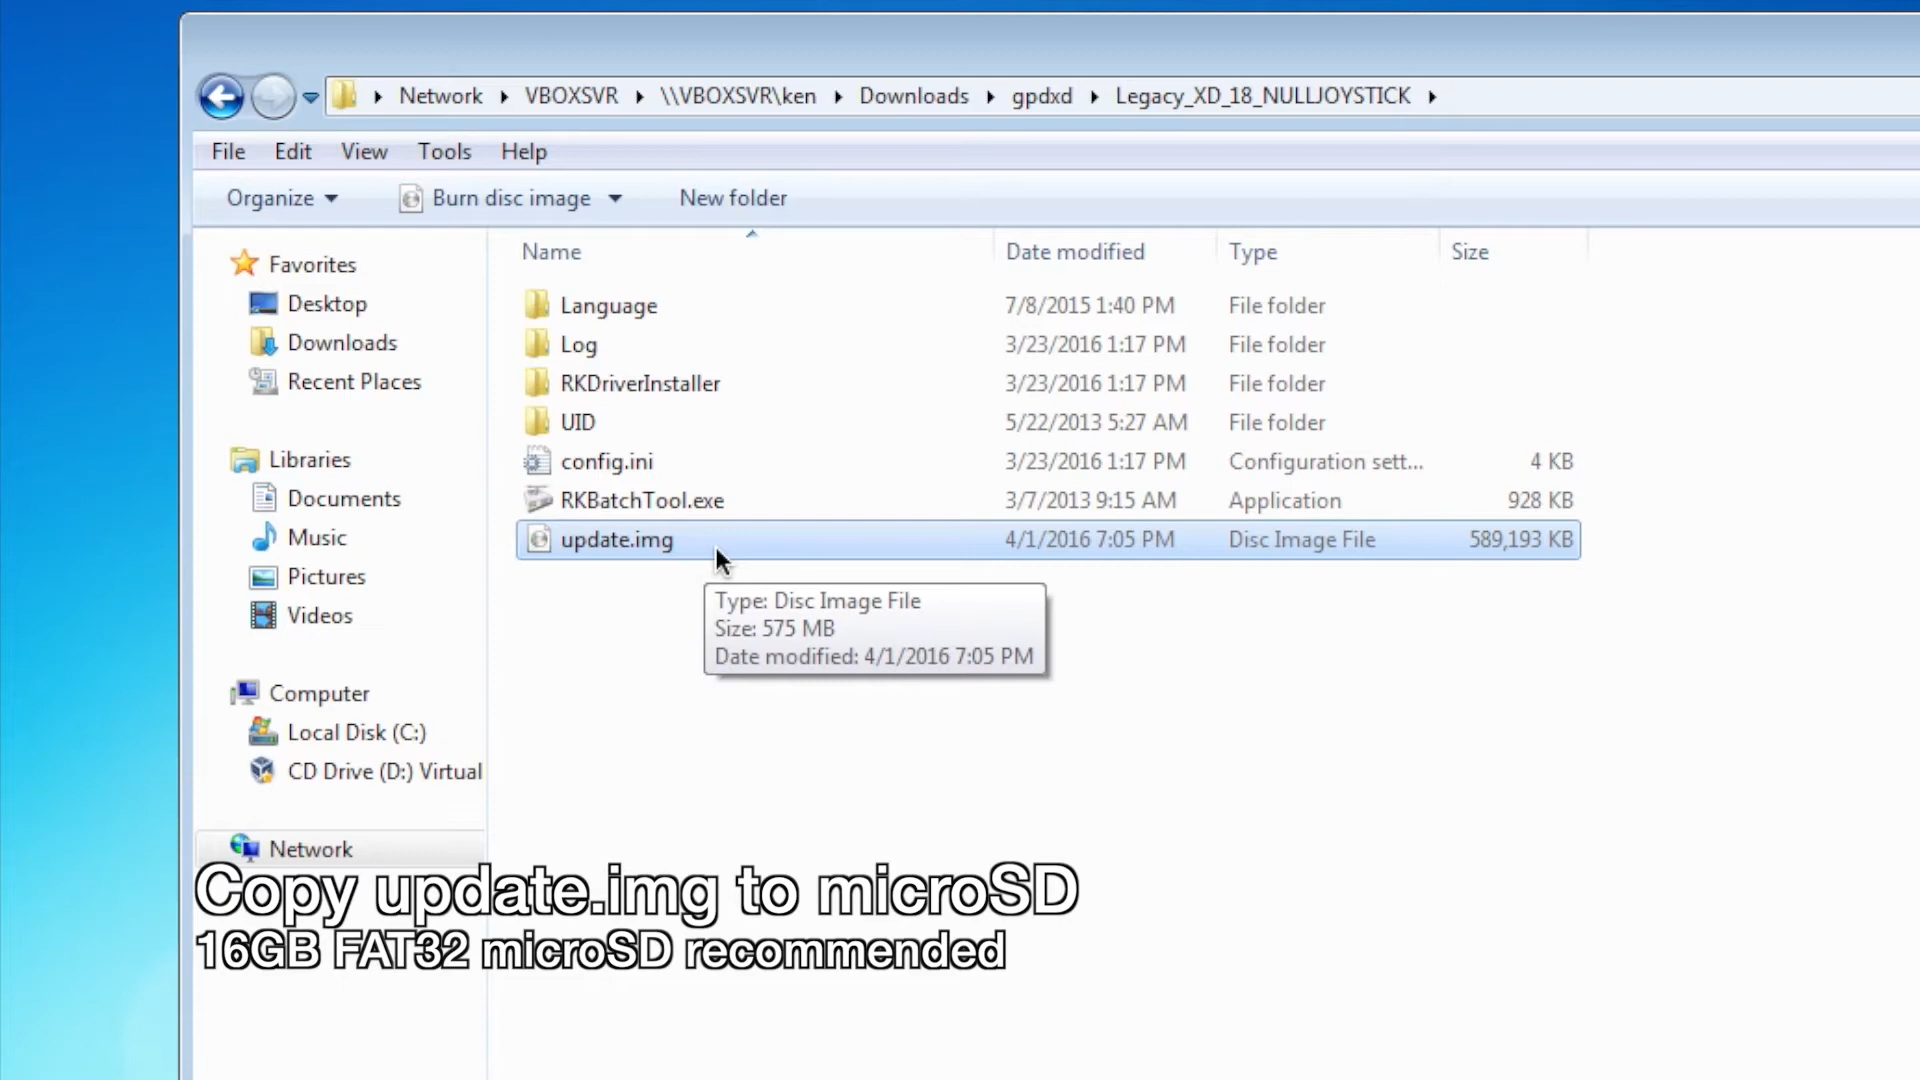 Network VBOXSVR \\VBOXSVR\ken Downloads gpdxd Legacy_XD_18_NULLJOYSTICK
File Edit View Tools Help
Organize Burn disc image New folder
Name Date modified Type Size
Favorites
Desktop
Downloads
Recent Places
Libraries
Documents
Music
Pictures
Videos
Computer
Local Disk (C:)
CD Drive (D:) Virtual
Network
Language 7/8/2015 1:40 PM File folder
Log 3/23/2016 1:17 PM File folder
RKDriverInstaller 3/23/2016 1:17 PM File folder
UID 5/22/2013 5:27 AM File folder
config.ini 3/23/2016 1:17 PM Configuration sett... 4 KB
RKBatchTool.exe 3/7/2013 9:15 AM Application 928 KB
update.img 4/1/2016 7:05 PM Disc Image File 589,193 KB
Type: Disc Image File
Size: 575 MB
Date modified: 4/1/2016 7:05 PM
Copy update.img to microSD
16GB FAT32 microSD recommended